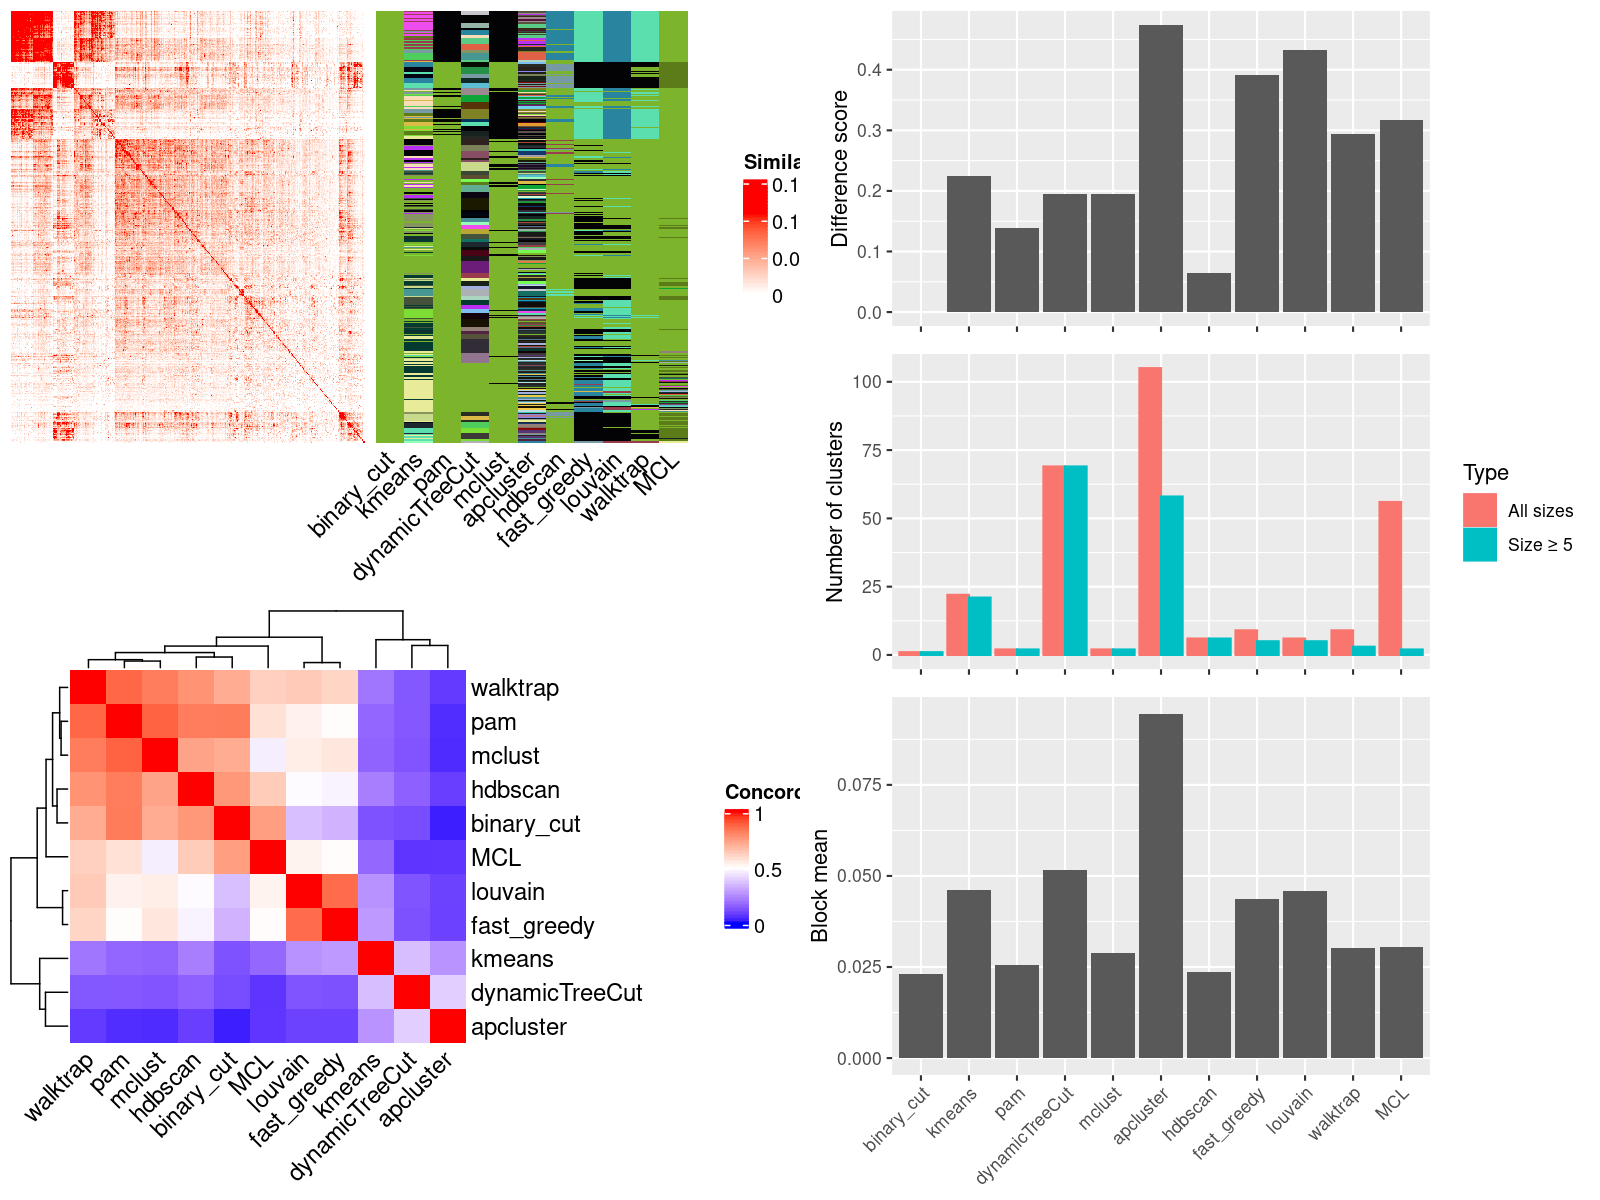 Simila
0.1
0.1
0.0
0
binary_cut
kmeans
pam
dynamicTreeCut
mclust
apcluster
hdbscan
fast_greedy
louvain
walktrap
MCL
walktrap
pam
mclust
hdbscan
binary_cut
MCL
louvain
fast_greedy
kmeans
dynamicTreeCut
apcluster
walktrap
pam
mclust
hdbscan
binary_cut
MCL
louvain
fast_greedy
kmeans
dynamicTreeCut
apcluster
Concord
1
0.5
0
Difference score
0.4
0.3
0.2
0.1
0.0
Number of clusters
100
75
50
25
0
Type
All sizes
Size ≥ 5
Block mean
0.075
0.050
0.025
0.000
binary_cut
kmeans
pam
dynamicTreeCut
mclust
apcluster
hdbscan
fast_greedy
louvain
walktrap
MCL